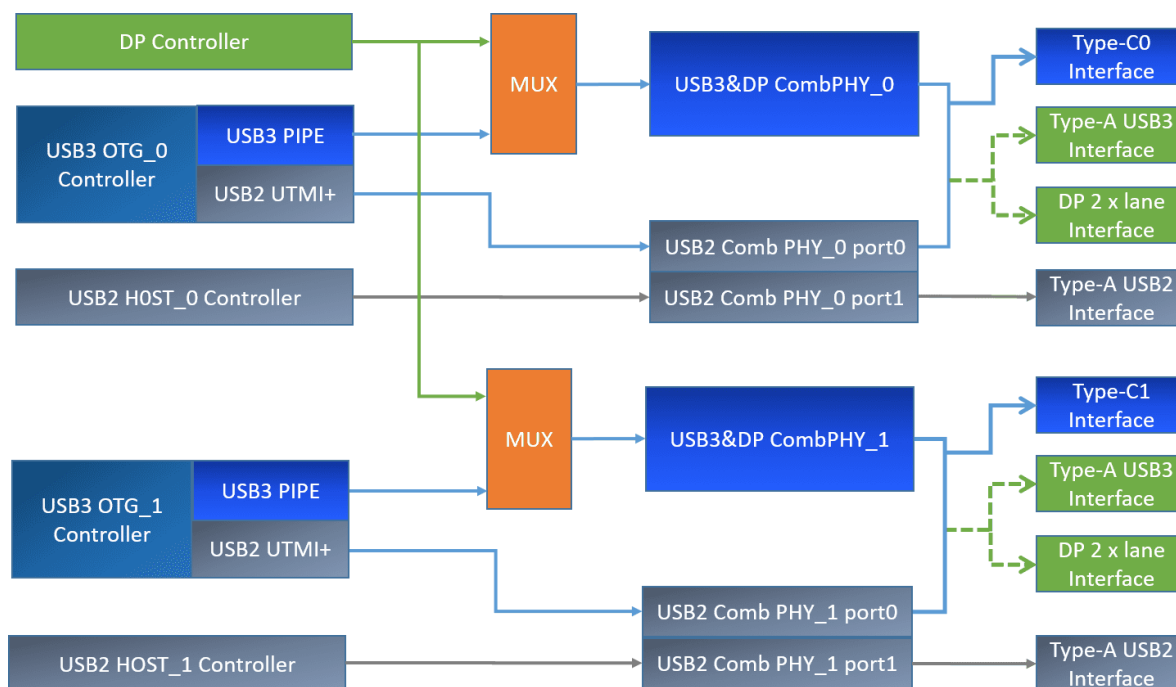 DP Controller
MUX
USB3&DP CombPHY_0
Type-C0
Interface
USB3 OTG_0
Controller
USB3 PIPE
USB2 UTMI+
Type-A USB3
Interface
DP 2 x lane
Interface
USB2 Comb PHY_0 port0
USB2 H0ST_0 Controller
USB2 Comb PHY_0 port1
Type-A USB2
Interface
MUX
USB3&DP CombPHY_1
Type-C1
Interface
USB3 OTG_1
Controller
USB3 PIPE
USB2 UTMI+
Type-A USB3
Interface
DP 2 x lane
Interface
USB2 Comb PHY_1 port0
USB2 HOST_1 Controller
USB2 Comb PHY_1 port1
Type-A USB2
Interface